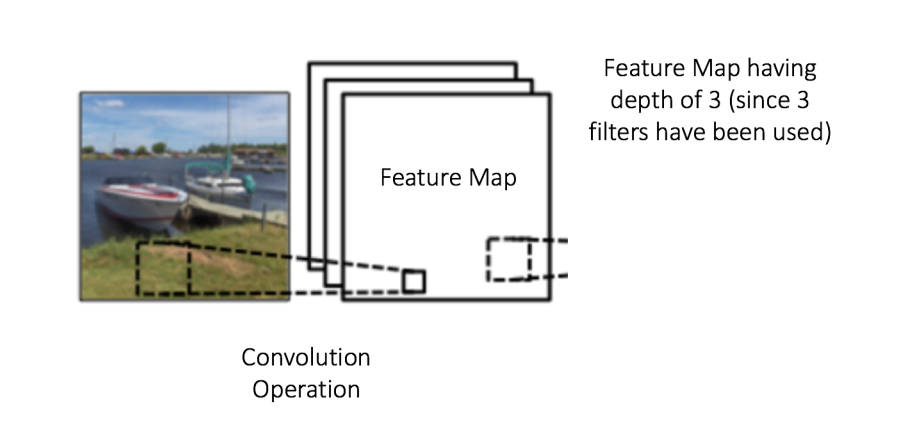 Feature Map having
depth of 3 (since 3
filters have been used)
Feature Map
Convolution
Operation